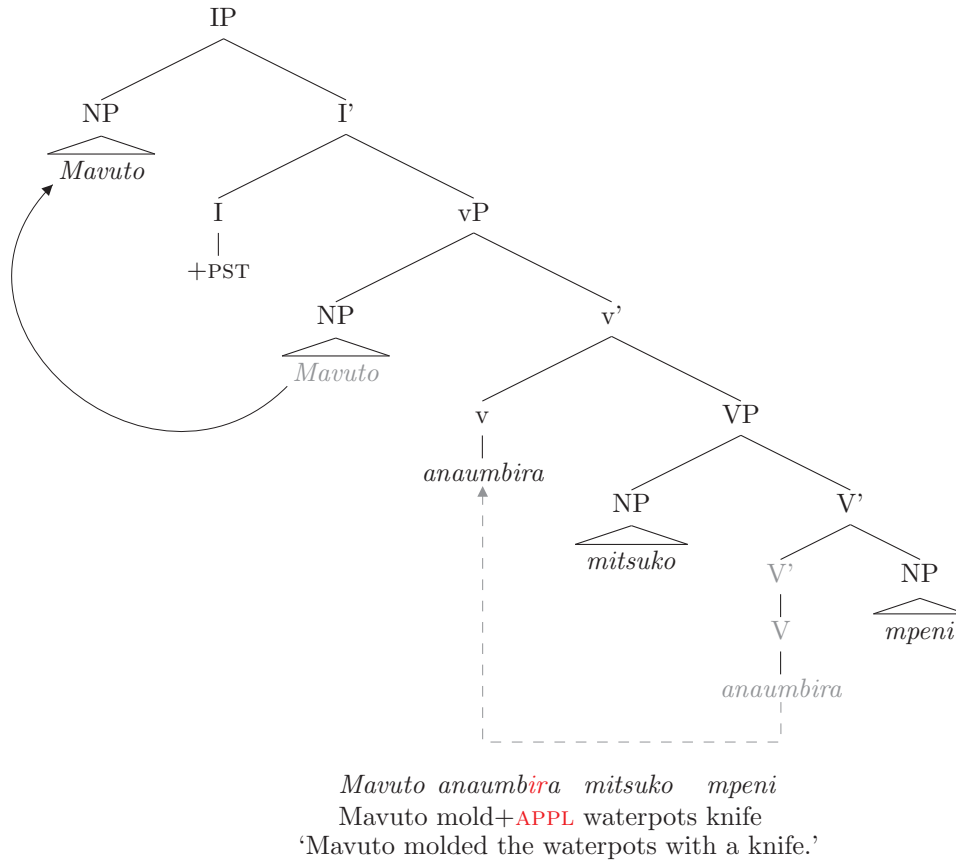 IP
NP I'
Mavuto
I vP
+PST
NP v'
Mavuto
v VP
anaumbira
NP V'
mitsuko
V' NP
mpeni
V
anaumbira
Mavuto anaumbira mitsuko mpeni
Mavuto mold+APPL waterpots knife
‘Mavuto molded the waterpots with a knife.’